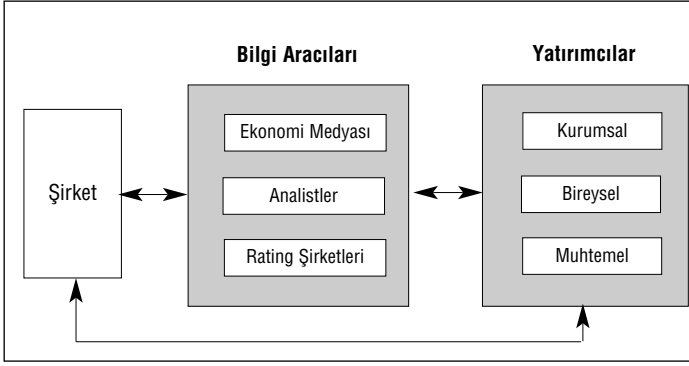 Bilgi Aracıları
Yatırımcılar
Şirket
Ekonomi Medyası
Analistler
Rating Şirketleri
Kurumsal
Bireysel
Muhtemel